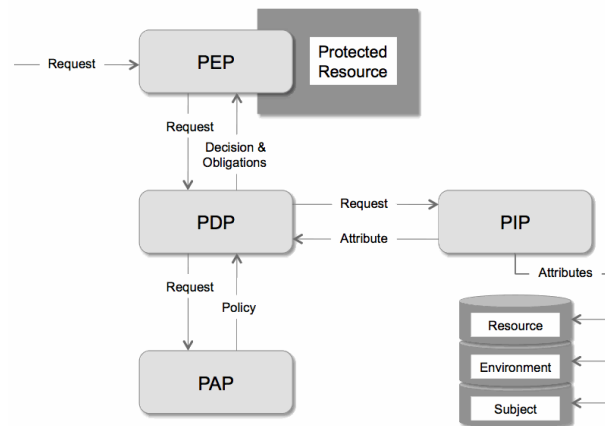 Request
PEP
Protected
Resource
Request
Decision &
Obligations
PDP
Request
Attribute
PIP
Request
Policy
Attributes
PAP
Resource
Environment
Subject